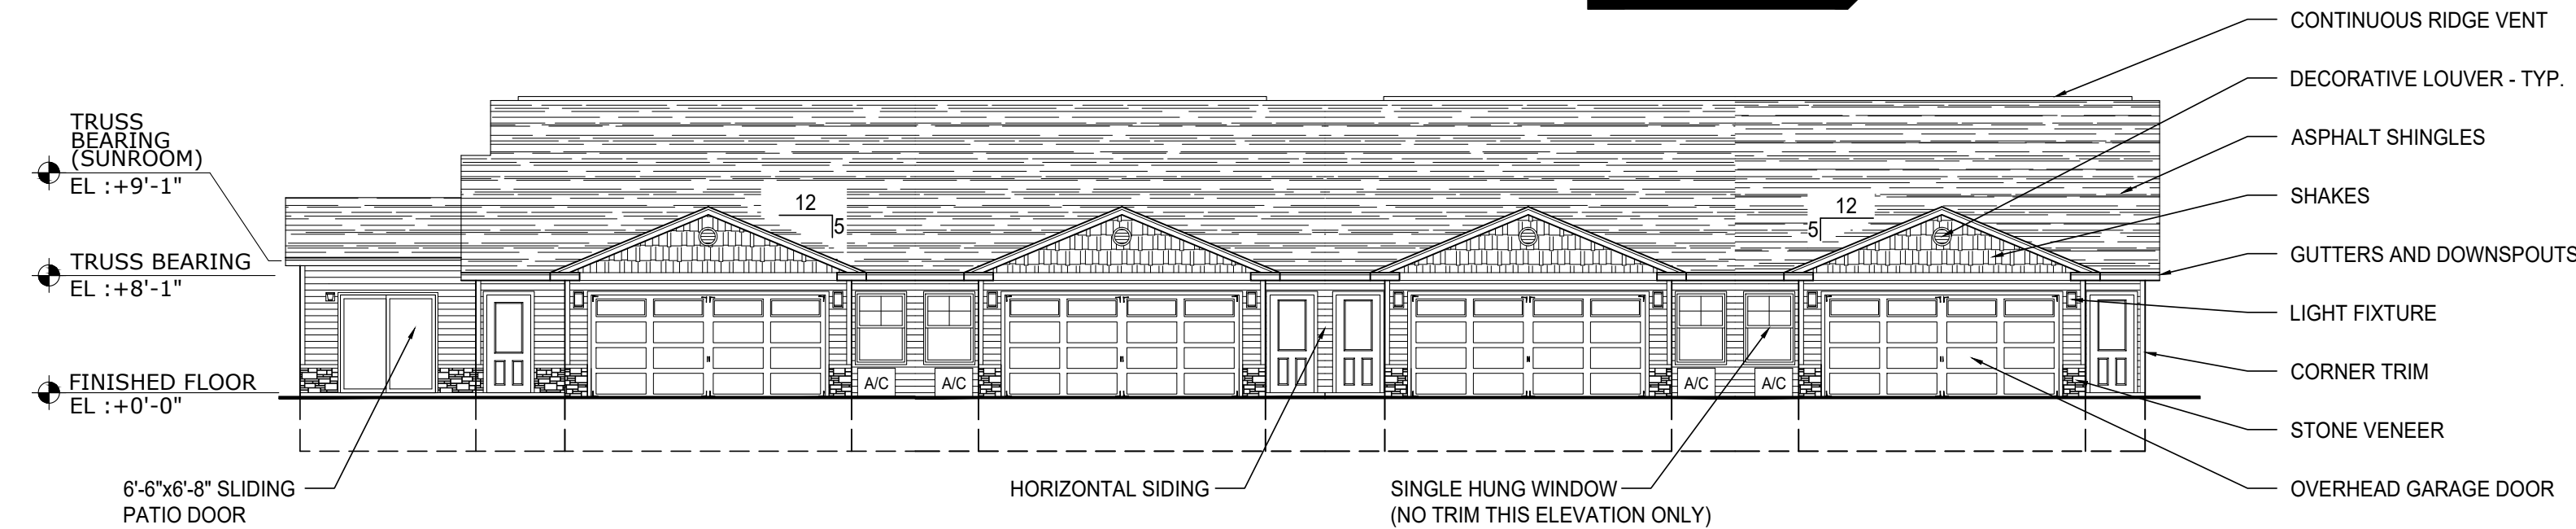 CONTINUOUS RIDGE VENT
DECORATIVE LOUVER - TYP.
ASPHALT SHINGLES
SHAKES
GUTTERS AND DOWNSPOUTS
LIGHT FIXTURE
CORNER TRIM
STONE VENEER
OVERHEAD GARAGE DOOR
TRUSS
BEARING
(SUNROOM)
EL :+9'-1"
TRUSS BEARING
EL :+8'-1"
FINISHED FLOOR
EL :+0'-0"
12
5
12
5
A/C
A/C
A/C
A/C
6'-6"x6'-8" SLIDING
PATIO DOOR
HORIZONTAL SIDING
SINGLE HUNG WINDOW
(NO TRIM THIS ELEVATION ONLY)